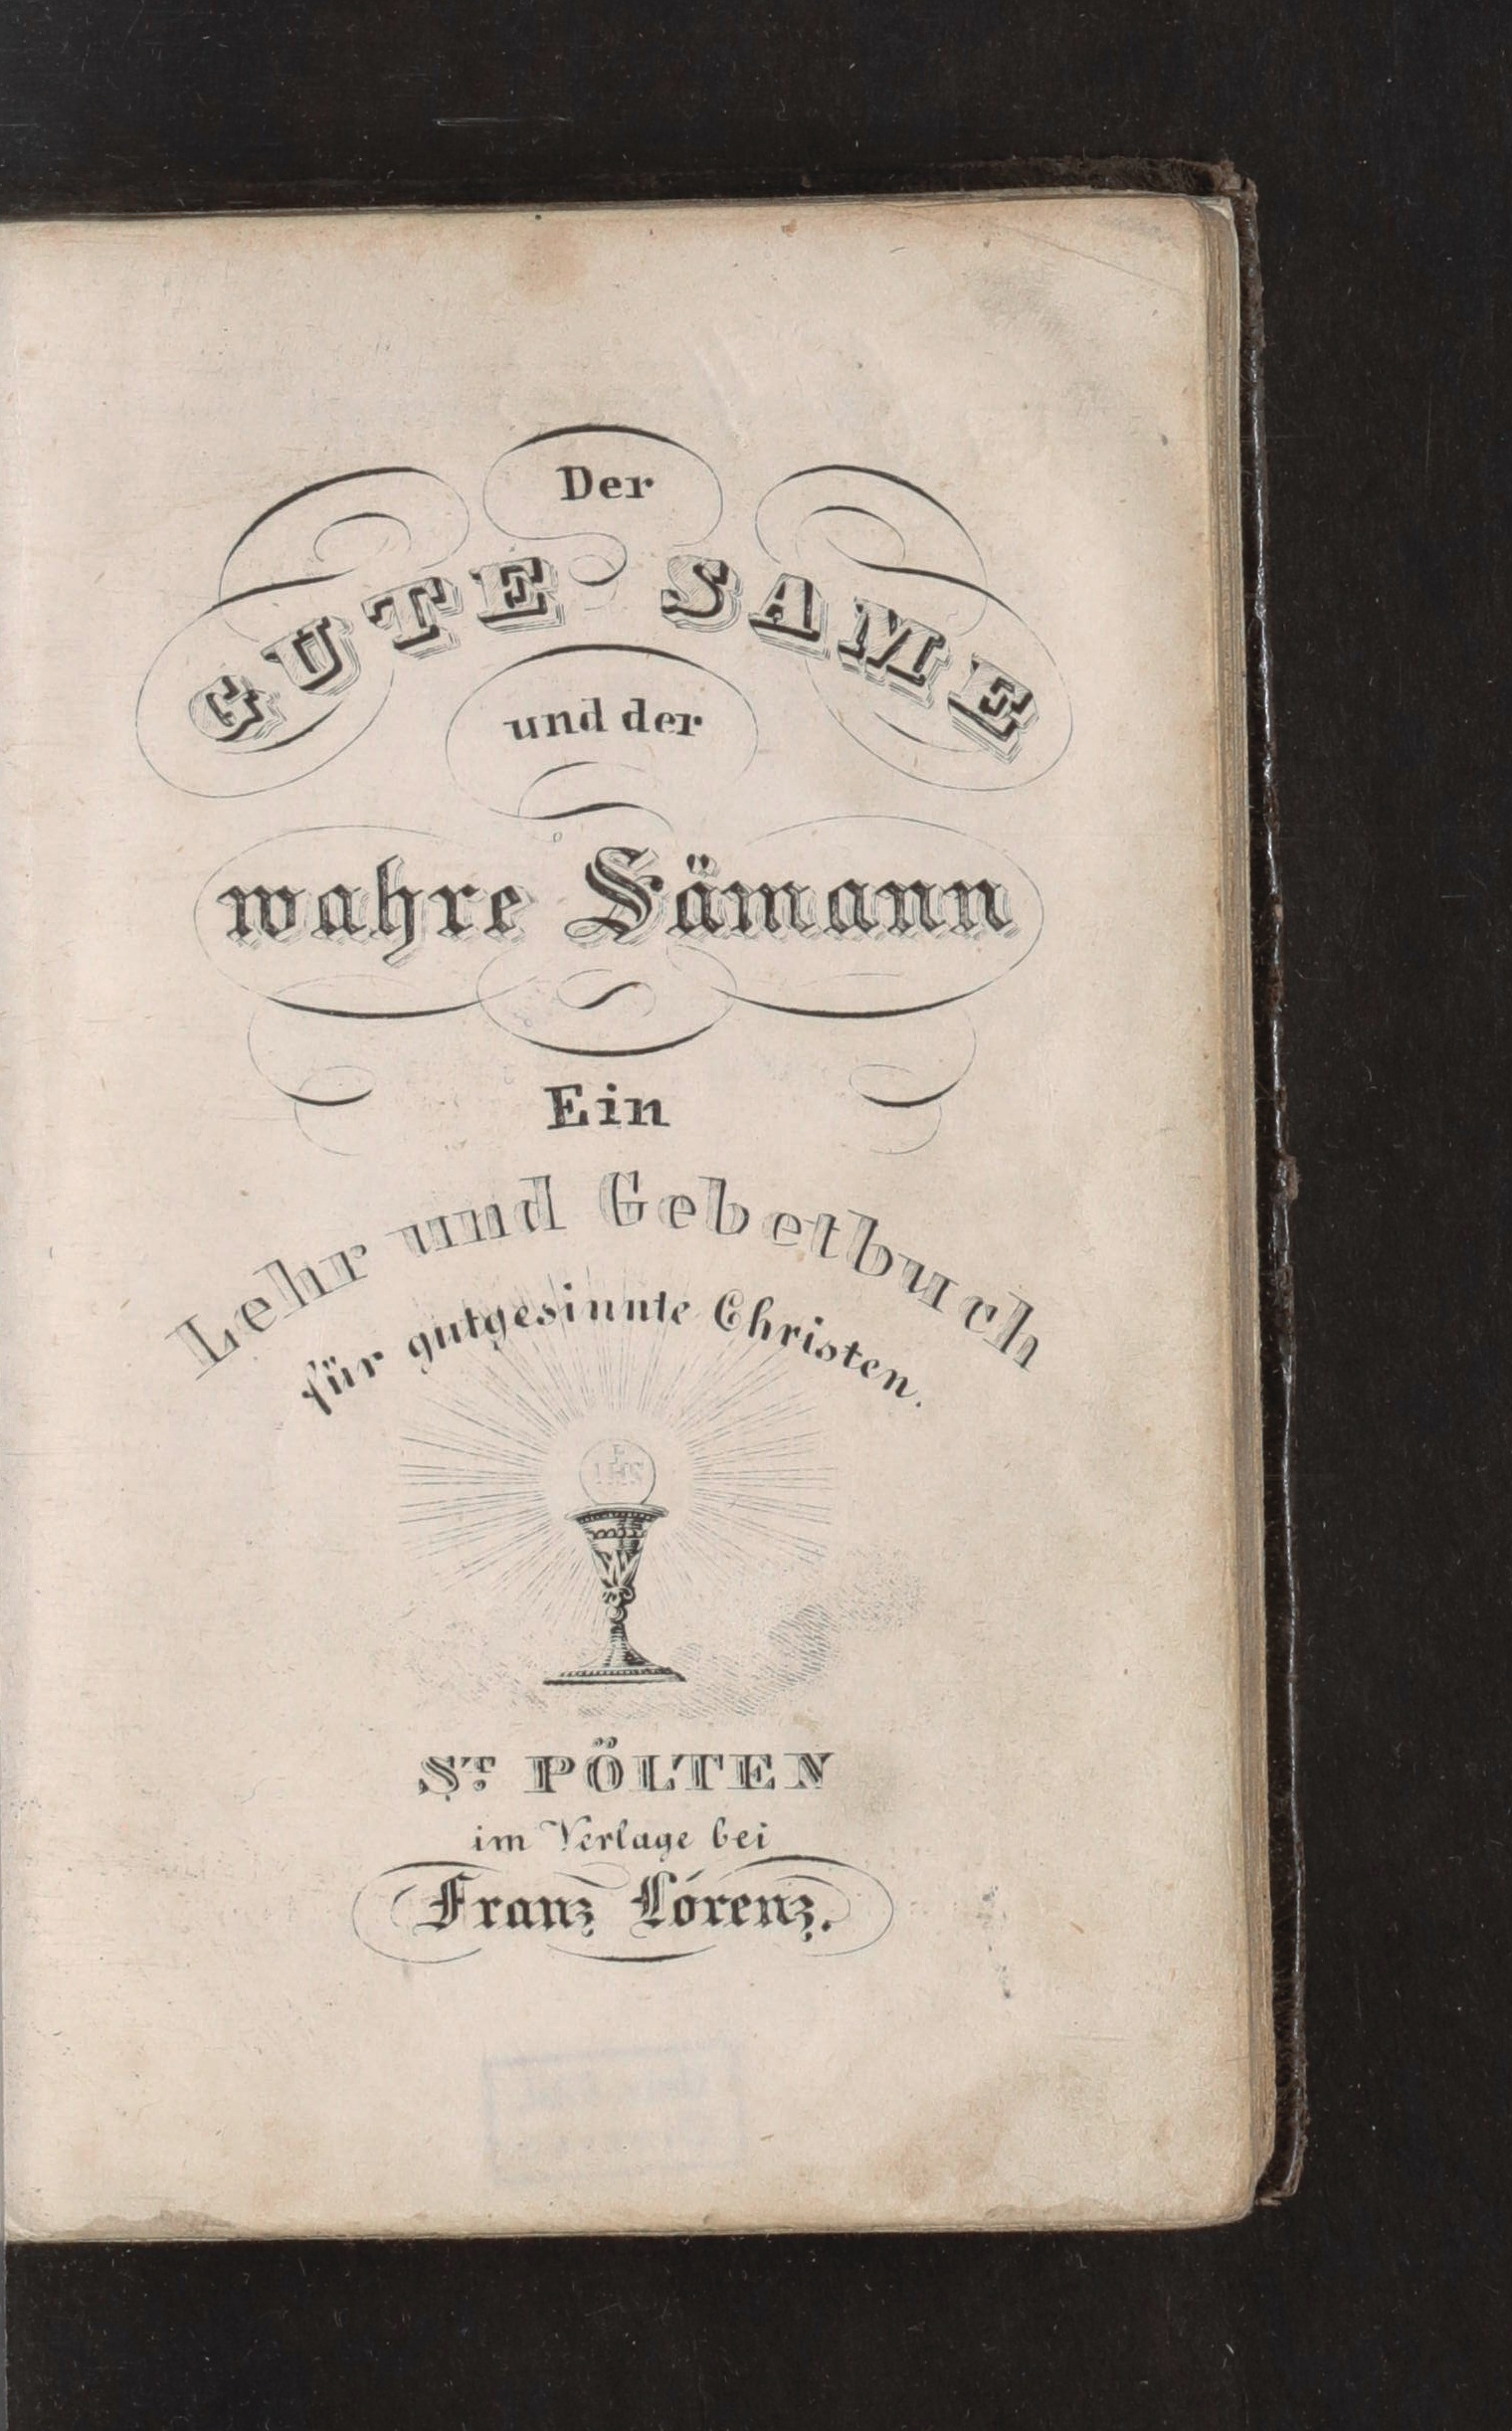 Der
GUTE SAME
und der
wahre Sämann
Ein
Lehr und Gebetbuch
für gutgesinnte Christen.
IHS
ST. PÖLTEN
im Verlage bei
Franz Lorenz.